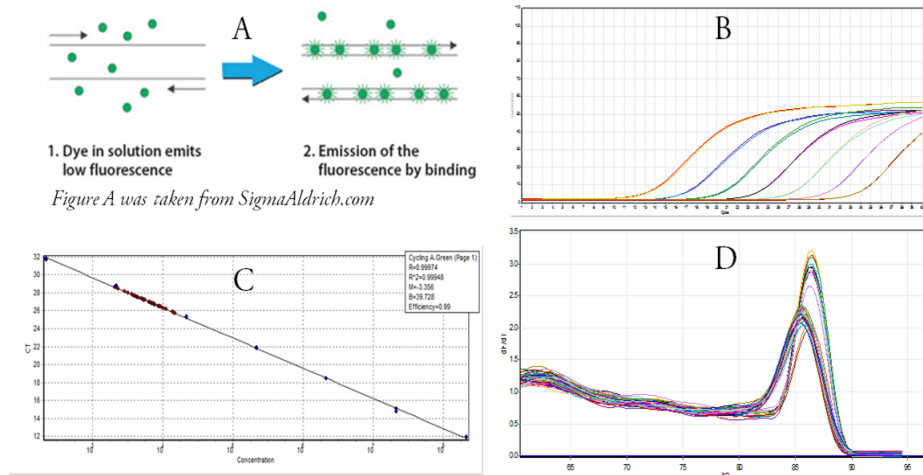 A
1. Dye in solution emits
low fluorescence
2. Emission of the
fluorescence by binding
Figure A was taken from SigmaAldrich.com
B
Cycle
C
Cycling A.Green (Page 1):
R=0.99974
R^2=0.99948
M=-3.356
B=39.728
Efficiency=0.99
32
30
28
26
24
22
20
18
16
14
12
CT
Concentration
D
3.5
3.0
2.5
2.0
1.5
1.0
0.5
0.0
65
70
75
80
85
90
95